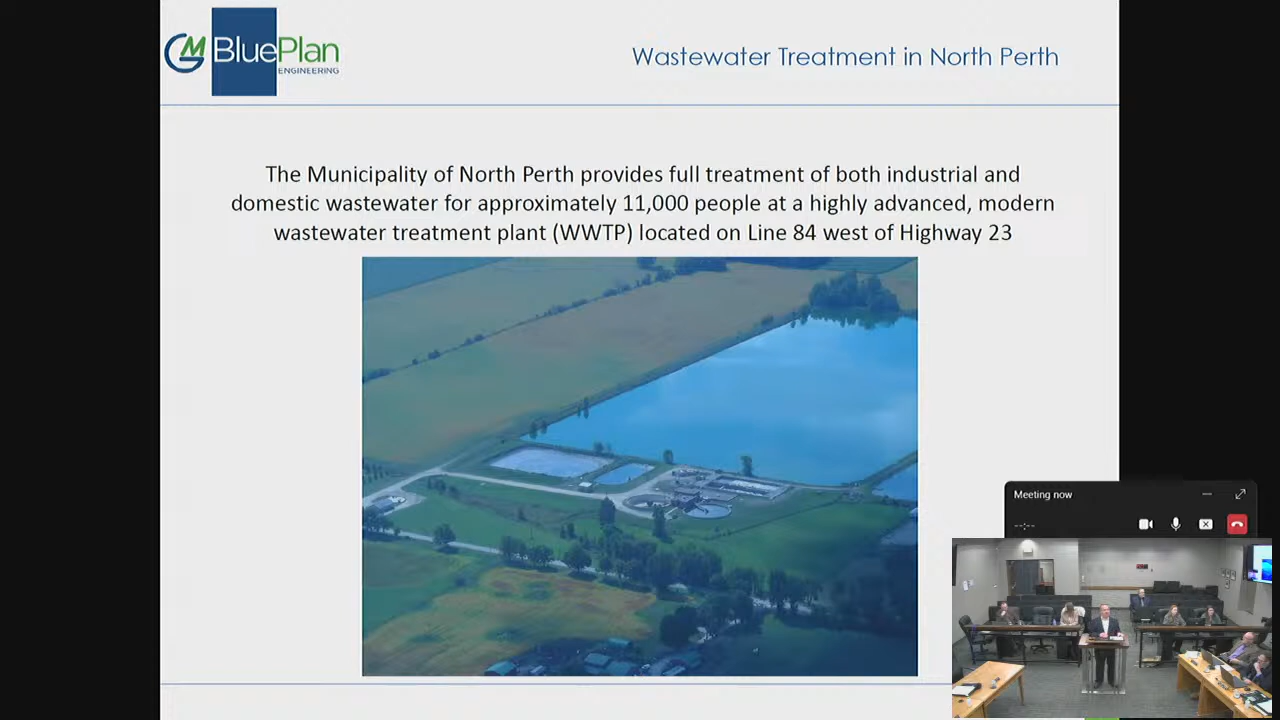 GM BluePlan
ENGINEERING
Wastewater Treatment in North Perth
The Municipality of North Perth provides full treatment of both industrial and
domestic wastewater for approximately 11,000 people at a highly advanced, modern
wastewater treatment plant (WWTP) located on Line 84 west of Highway 23
Meeting now
--:--